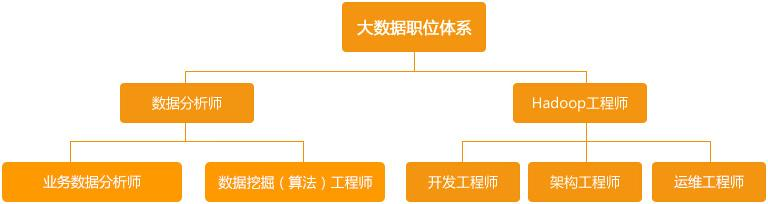 大数据职位体系
数据分析师
Hadoop工程师
业务数据分析师
数据挖掘（算法）工程师
开发工程师
架构工程师
运维工程师